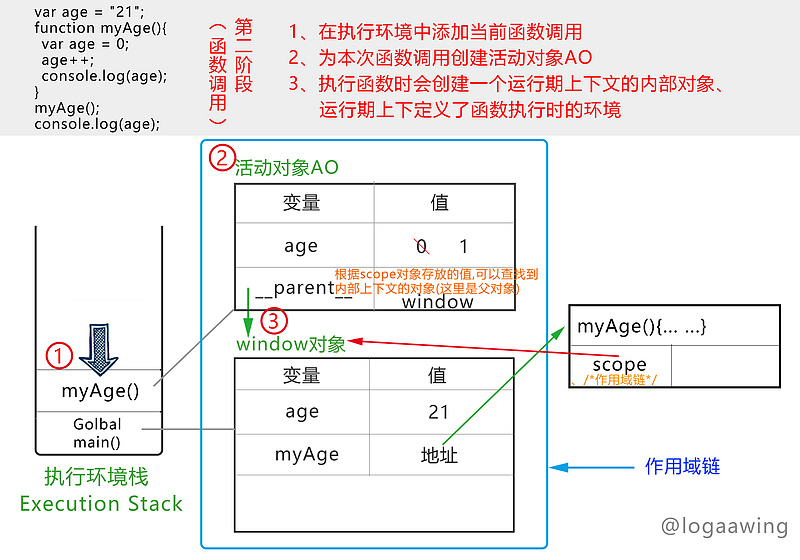 var age = "21";
function myAge(){
var age = 0;
age++;
console.log(age);
}
myAge();
console.log(age);
第二阶段
(函数调用)
1、在执行环境中添加当前函数调用
2、为本次函数调用创建活动对象AO
3、执行函数时会创建一个运行期上下文的内部对象、
运行期上下定义了函数执行时的环境
② 活动对象AO
变量 值
age 0 1
根据scope对象存放的值,可以查找到
内部上下文的对象(这里是父对象)
__parent__ window
③
window对象
变量 值
age 21
myAge 地址
①
myAge()
Golbal
main()
执行环境栈
Execution Stack
myAge(){... ...}
scope
、/*作用域链*/
作用域链
@logaawing